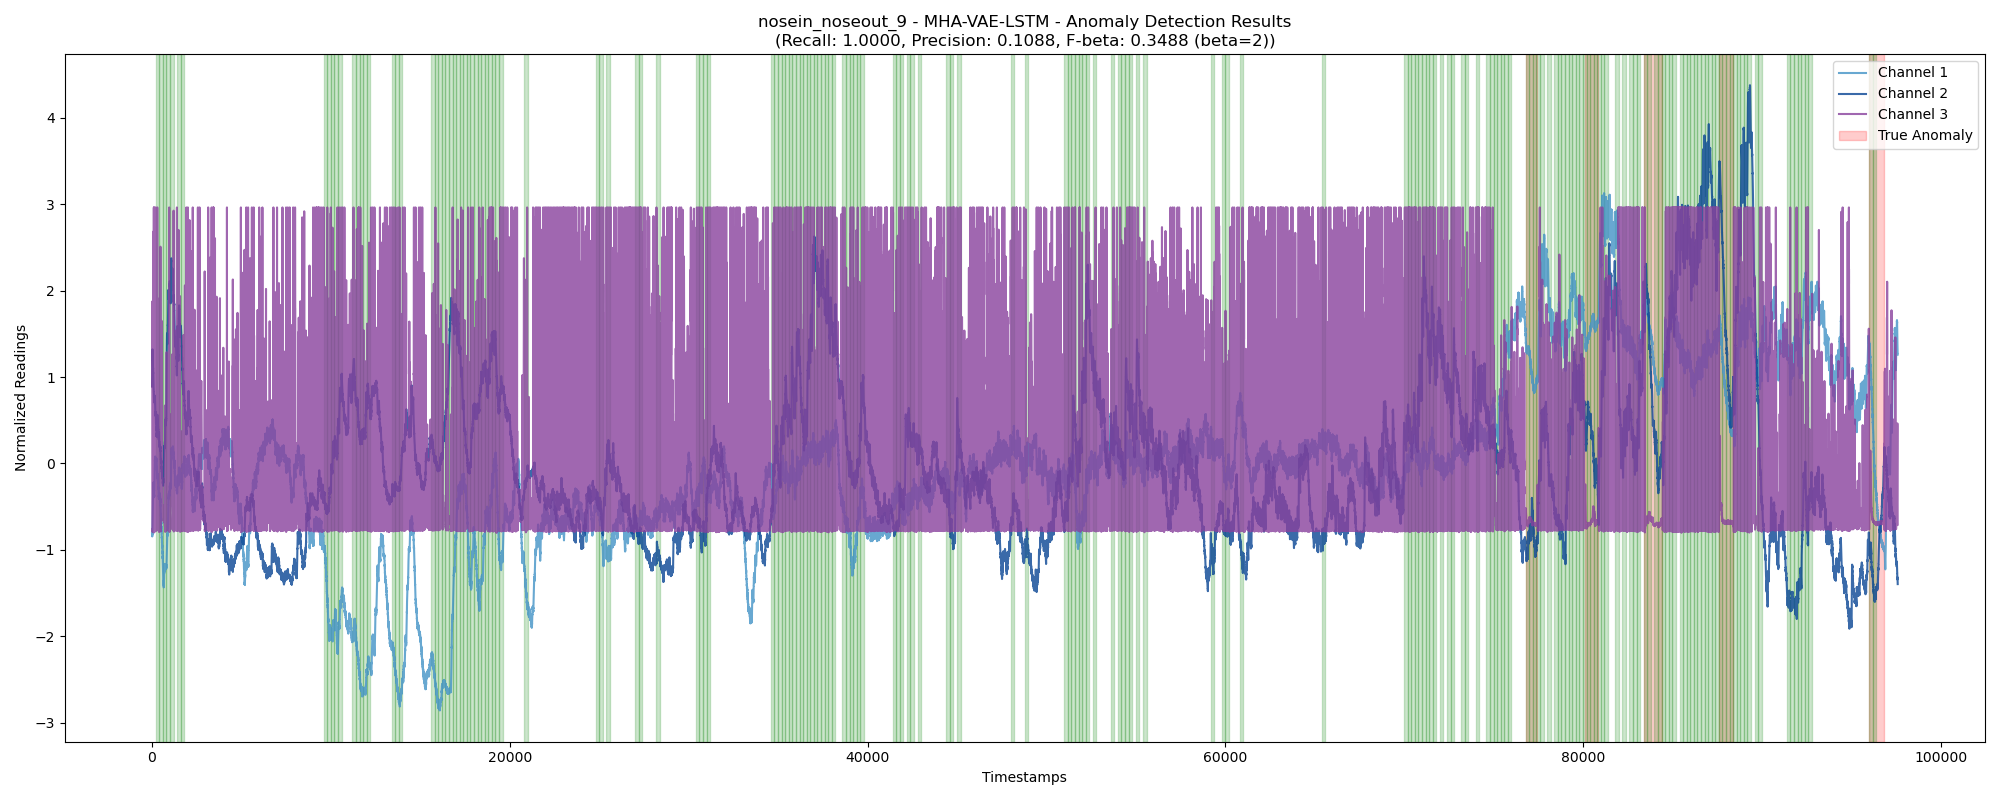 nosein_noseout_9 - MHA-VAE-LSTM - Anomaly Detection Results
(Recall: 1.0000, Precision: 0.1088, F-beta: 0.3488 (beta=2))
Channel 1
Channel 2
Channel 3
True Anomaly
Normalized Readings
4
3
2
1
0
−1
−2
−3
0
20000
40000
60000
80000
100000
Timestamps